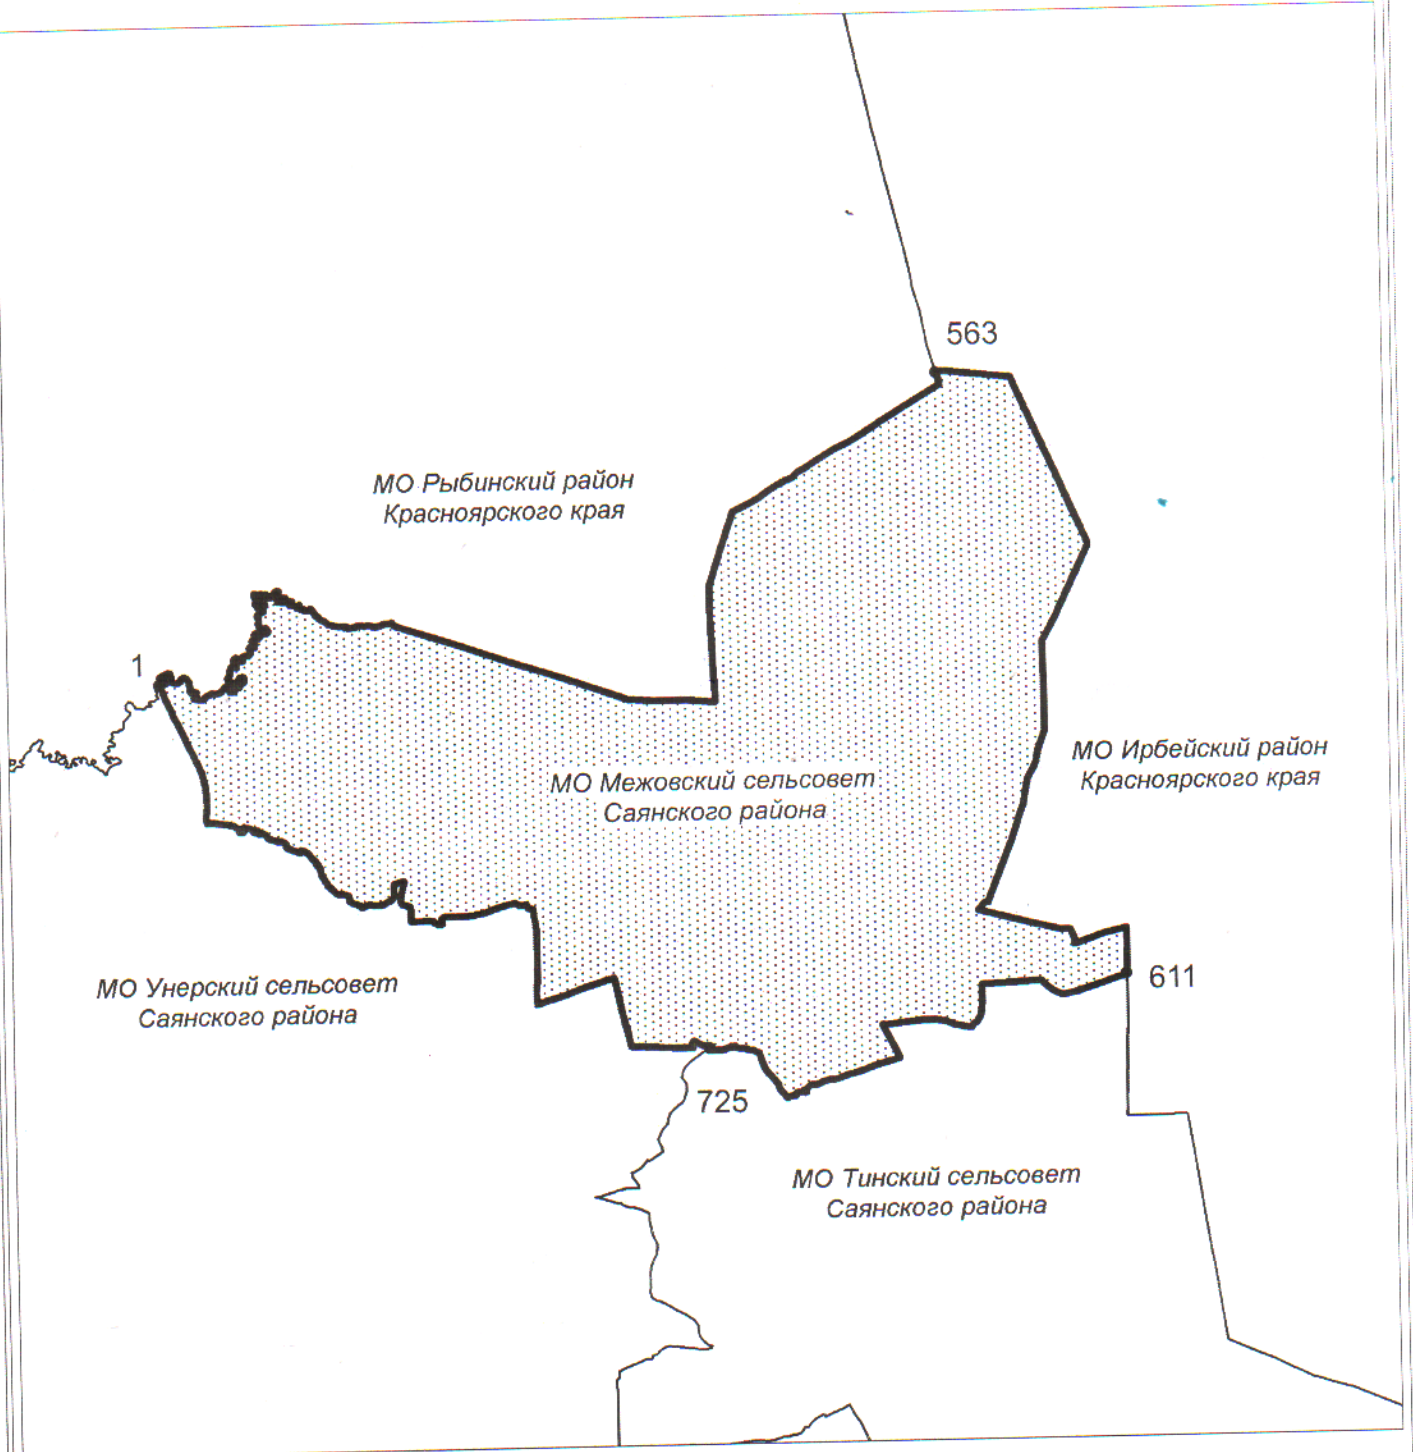 563
МО Рыбинский район
Красноярского края
1
МО Ирбейский район
Красноярского края
МО Межовский сельсовет
Саянского района
611
МО Унерский сельсовет
Саянского района
725
МО Тинский сельсовет
Саянского района